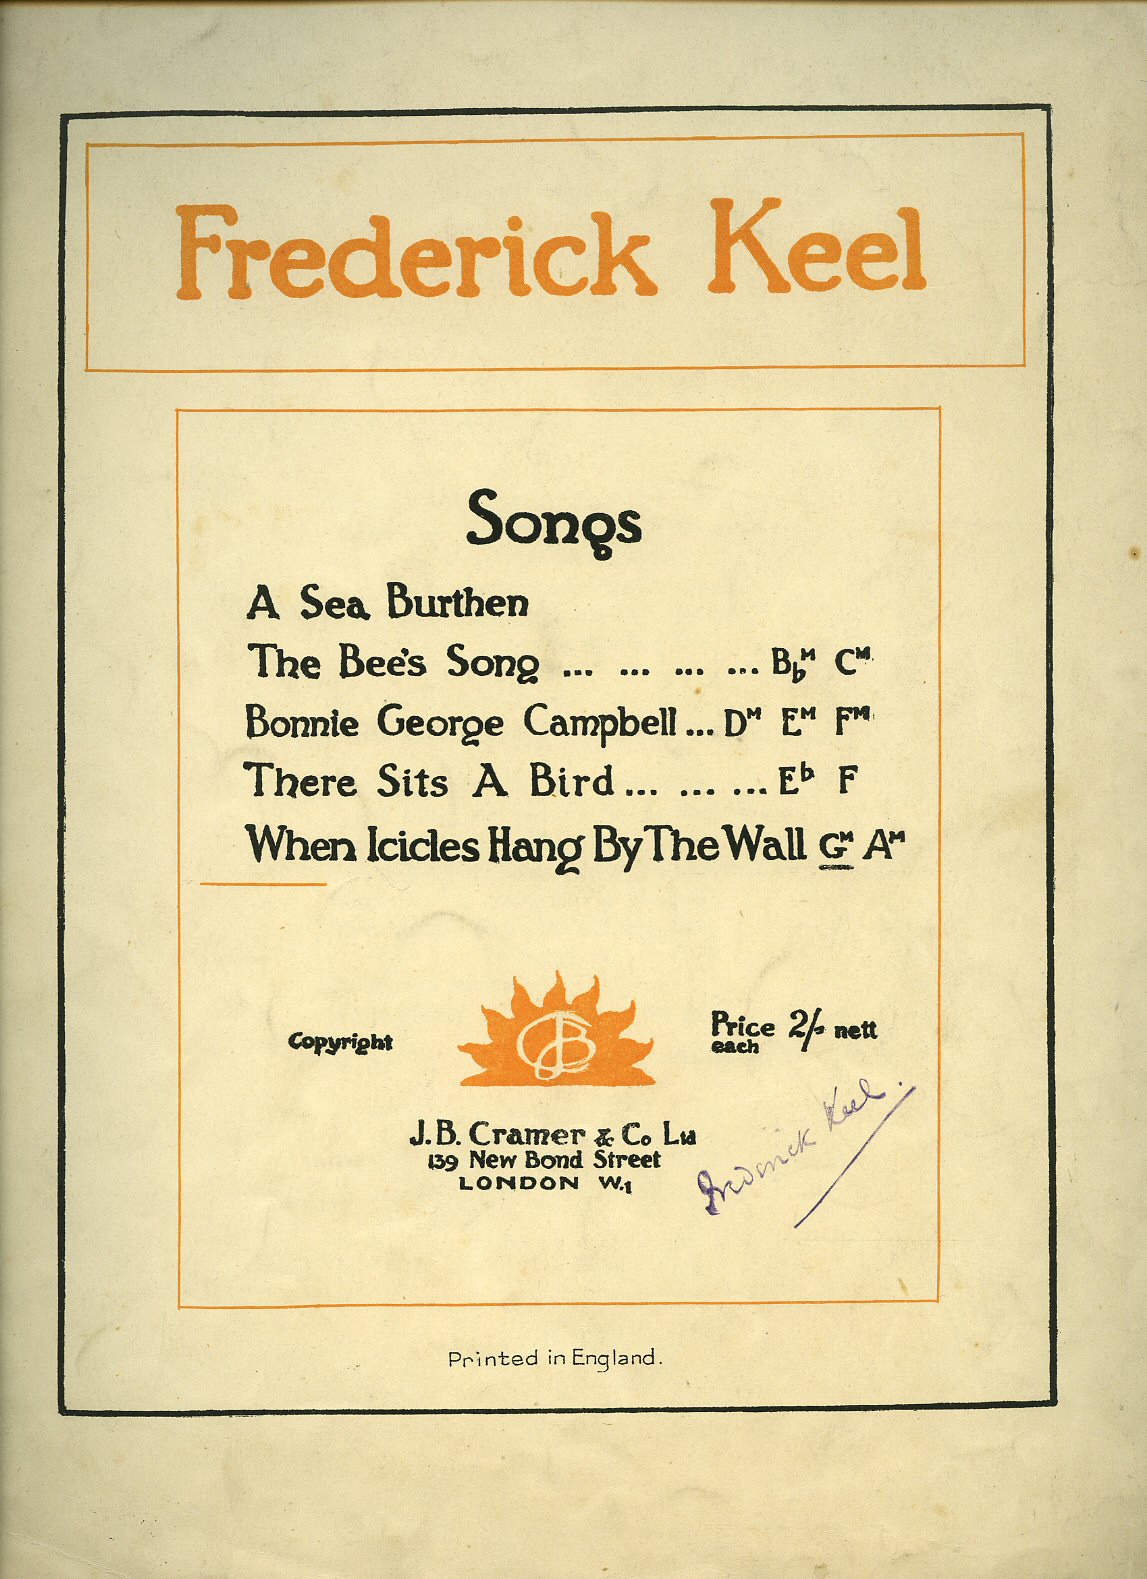 Frederick Keel
Songs
A Sea Burthen
The Bee's Song ... ... ... ... B♭ᴹ Cᴹ
Bonnie George Campbell ... Dᴹ Eᴹ Fᴹ
There Sits A Bird ... ... ... E♭ F
When Icicles Hang By The Wall Gᴹ Aᴹ
Copyright
CJB
Price 2/- nett
each
J.B. Cramer & Co Ltd
139 New Bond Street
LONDON W.1
Frederick Keel.
Printed in England.